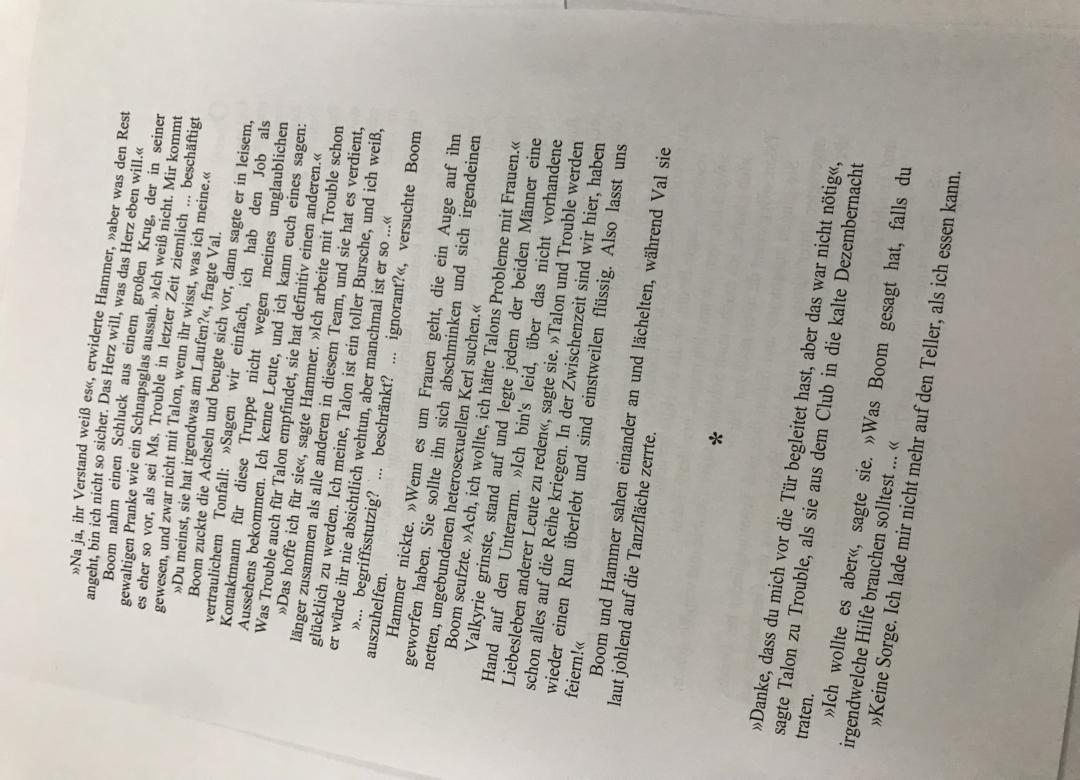 »Na ja, ihr Verstand weiß es«, erwiderte Hammer, »aber was den Rest
angeht, bin ich nicht so sicher. Das Herz will, was das Herz eben will.«
Boom nahm einen Schluck aus einem großen Krug, der in seiner
gewaltigen Pranke wie ein Schnapsglas aussah. »Ich weiß nicht. Mir kommt
es eher so vor, als sei Ms. Trouble in letzter Zeit ziemlich ... beschäftigt
gewesen, und zwar nicht mit Talon, wenn ihr wisst, was ich meine.«
»Du meinst, sie hat irgendwas am Laufen?«, fragte Val.
Boom zuckte die Achseln und beugte sich vor, dann sagte er in leisem,
vertraulichem Tonfall: »Sagen wir einfach, ich hab den Job als
Kontaktmann für diese Truppe nicht wegen meines unglaublichen
Aussehens bekommen. Ich kenne Leute, und ich kann euch eines sagen:
Was Trouble auch für Talon empfindet, sie hat definitiv einen anderen.«
»Das hoffe ich für sie«, sagte Hammer. »Ich arbeite mit Trouble schon
länger zusammen als alle anderen in diesem Team, und sie hat es verdient,
glücklich zu werden. Ich meine, Talon ist ein toller Bursche, und ich weiß,
er würde ihr nie absichtlich wehtun, aber manchmal ist er so ...«
»... begriffsstutzig? ... beschränkt? ... ignorant?«, versuchte Boom
auszuhelfen.
Hammer nickte. »Wenn es um Frauen geht, die ein Auge auf ihn
geworfen haben. Sie sollte ihn sich abschminken und sich irgendeinen
netten, ungebundenen heterosexuellen Kerl suchen.«
Boom seufzte. »Ach, ich wollte, ich hätte Talons Probleme mit Frauen.«
Valkyrie grinste, stand auf und legte jedem der beiden Männer eine
Hand auf den Unterarm. »Ich bin's leid, über das nicht vorhandene
Liebesleben anderer Leute zu reden«, sagte sie. »Talon und Trouble werden
schon alles auf die Reihe kriegen. In der Zwischenzeit sind wir hier, haben
wieder einen Run überlebt und sind einstweilen flüssig. Also lasst uns
feiern!«
Boom und Hammer sahen einander an und lächelten, während Val sie
laut johlend auf die Tanzfläche zerrte.
*
»Danke, dass du mich vor die Tür begleitet hast, aber das war nicht nötig«,
sagte Talon zu Trouble, als sie aus dem Club in die kalte Dezembernacht
traten.
»Ich wollte es aber«, sagte sie. »Was Boom gesagt hat, falls du
irgendwelche Hilfe brauchen solltest ... «
»Keine Sorge. Ich lade mir nicht mehr auf den Teller, als ich essen kann.